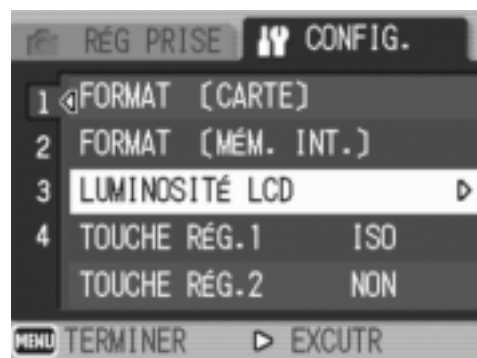 RÉG PRISE CONFIG.
1 FORMAT (CARTE)
2 FORMAT (MÉM. INT.)
3 LUMINOSITÉ LCD
4 TOUCHE RÉG.1 ISO
TOUCHE RÉG.2 NON
MENU TERMINER EXCUTR